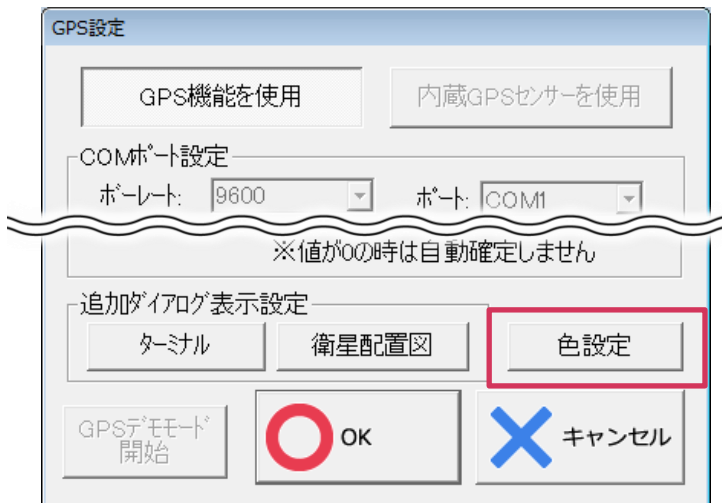 GPS設定
GPS機能を使用
内蔵GPSセンサーを使用
COMポート設定
ボーレート: 9600 ポート: COM1
※値が0の時は自動確定しません
追加ダイアログ表示設定
ターミナル 衛星配置図 色設定
GPSデモモード
開始
OK キャンセル